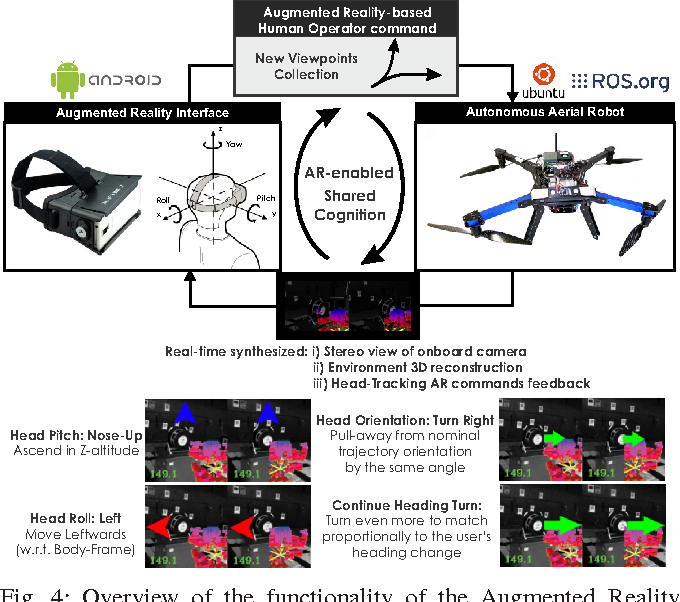 Augmented Reality-based
Human Operator command
New Viewpoints
Collection
android
ubuntu
ROS.org
Augmented Reality Interface
Autonomous Aerial Robot
z
Yaw
Roll
Pitch
x
y
AR-enabled
Shared
Cognition
Real-time synthesized: i) Stereo view of onboard camera
ii) Environment 3D reconstruction
iii) Head-Tracking AR commands feedback
Head Pitch: Nose-Up
Ascend in Z-altitude
149.1
149.1
Head Orientation: Turn Right
Pull-away from nominal
trajectory orientation
by the same angle
149.1
149.1
Head Roll: Left
Move Leftwards
(w.r.t. Body-Frame)
149.1
149.1
Continue Heading Turn:
Turn even more to match
proportionally to the user's
heading change
149.1
149.1
Fig. 4: Overview of the functionality of the Augmented Reality